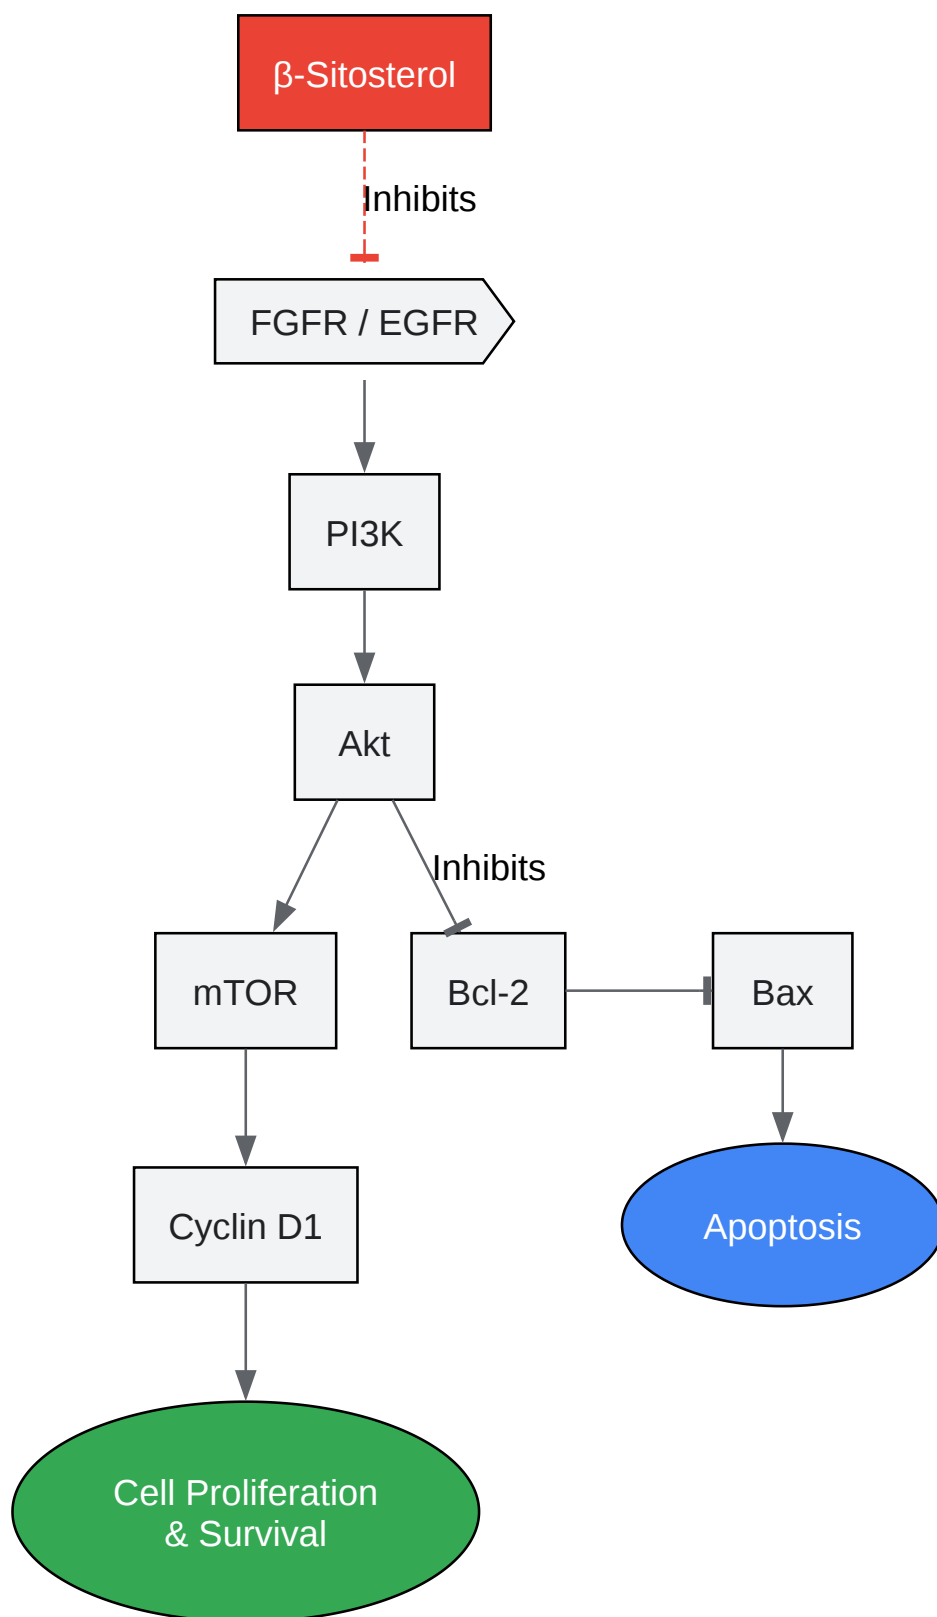 β-Sitosterol
Inhibits
FGFR / EGFR
PI3K
Akt
Inhibits
mTOR
Bcl-2
Bax
Cyclin D1
Apoptosis
Cell Proliferation
& Survival